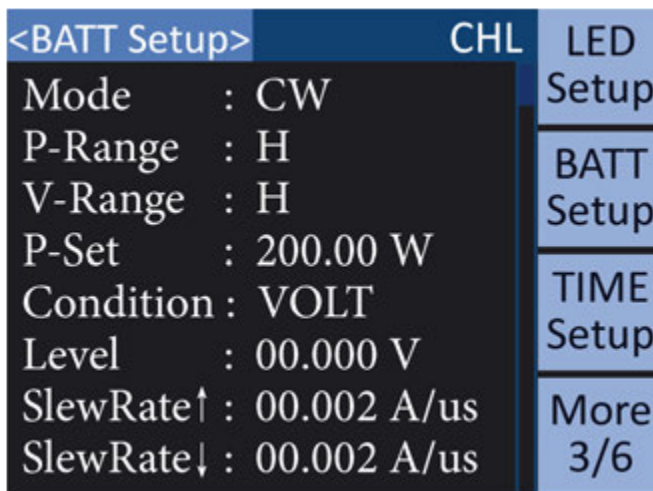 <BATT Setup> CHL
Mode : CW
P-Range : H
V-Range : H
P-Set : 200.00 W
Condition : VOLT
Level : 00.000 V
SlewRate↑ : 00.002 A/us
SlewRate↓ : 00.002 A/us
LED
Setup
BATT
Setup
TIME
Setup
More
3/6